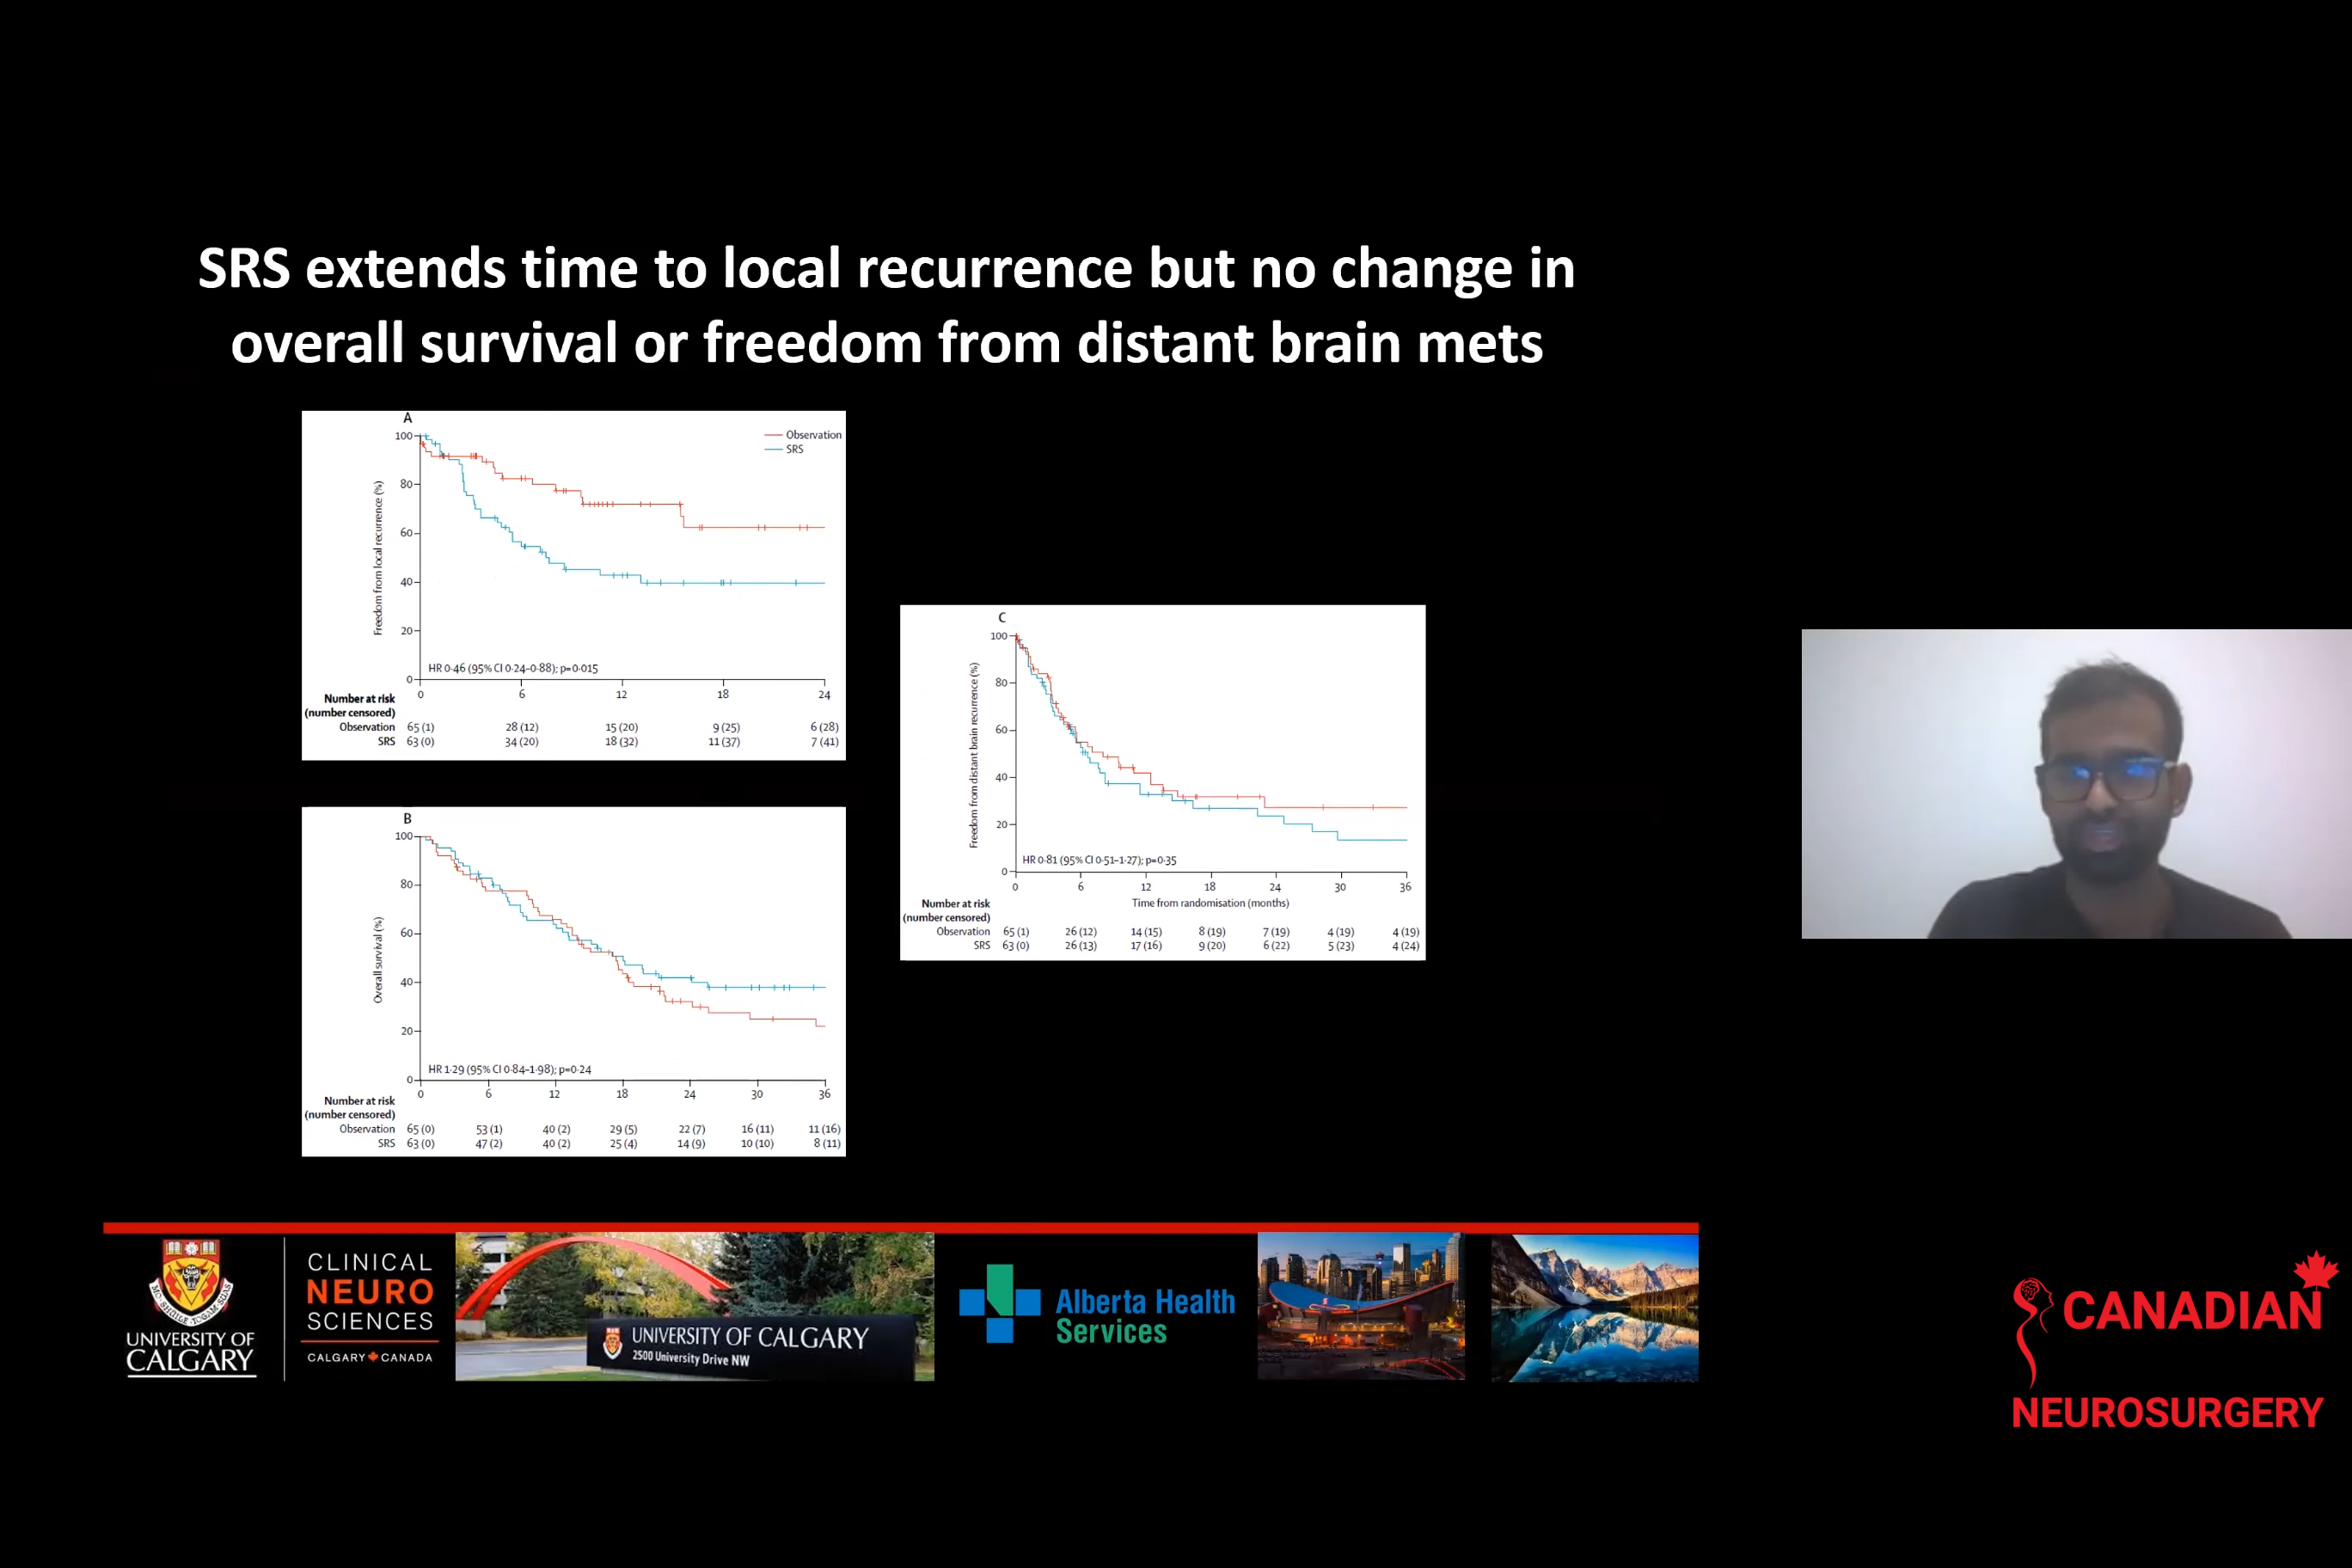 SRS extends time to local recurrence but no change in
overall survival or freedom from distant brain mets
A
Observation
SRS
Freedom from local recurrence (%)
100
80
60
40
20
0
HR 0·46 (95% CI 0·24–0·88); p=0·015
0 6 12 18 24
Number at risk
(number censored)
Observation 65 (1) 28 (12) 15 (20) 9 (25) 6 (28)
SRS 63 (0) 34 (20) 18 (32) 11 (37) 7 (41)
B
Overall survival (%)
100
80
60
40
20
0
HR 1·29 (95% CI 0·84–1·98); p=0·24
0 6 12 18 24 30 36
Number at risk
(number censored)
Observation 65 (0) 53 (1) 40 (2) 29 (5) 22 (7) 16 (11) 11 (16)
SRS 63 (0) 47 (2) 40 (2) 25 (4) 14 (9) 10 (10) 8 (11)
C
Freedom from distant brain recurrence (%)
100
80
60
40
20
0
HR 0·81 (95% CI 0·51–1·27); p=0·35
0 6 12 18 24 30 36
Time from randomisation (months)
Number at risk
(number censored)
Observation 65 (1) 26 (12) 14 (15) 8 (19) 7 (19) 4 (19) 4 (19)
SRS 63 (0) 26 (13) 17 (16) 9 (20) 6 (22) 5 (23) 4 (24)
UNIVERSITY OF
CALGARY
CLINICAL
NEURO
SCIENCES
CALGARY CANADA
UNIVERSITY OF CALGARY
2500 University Drive NW
Alberta Health
Services
CANADIAN
NEUROSURGERY